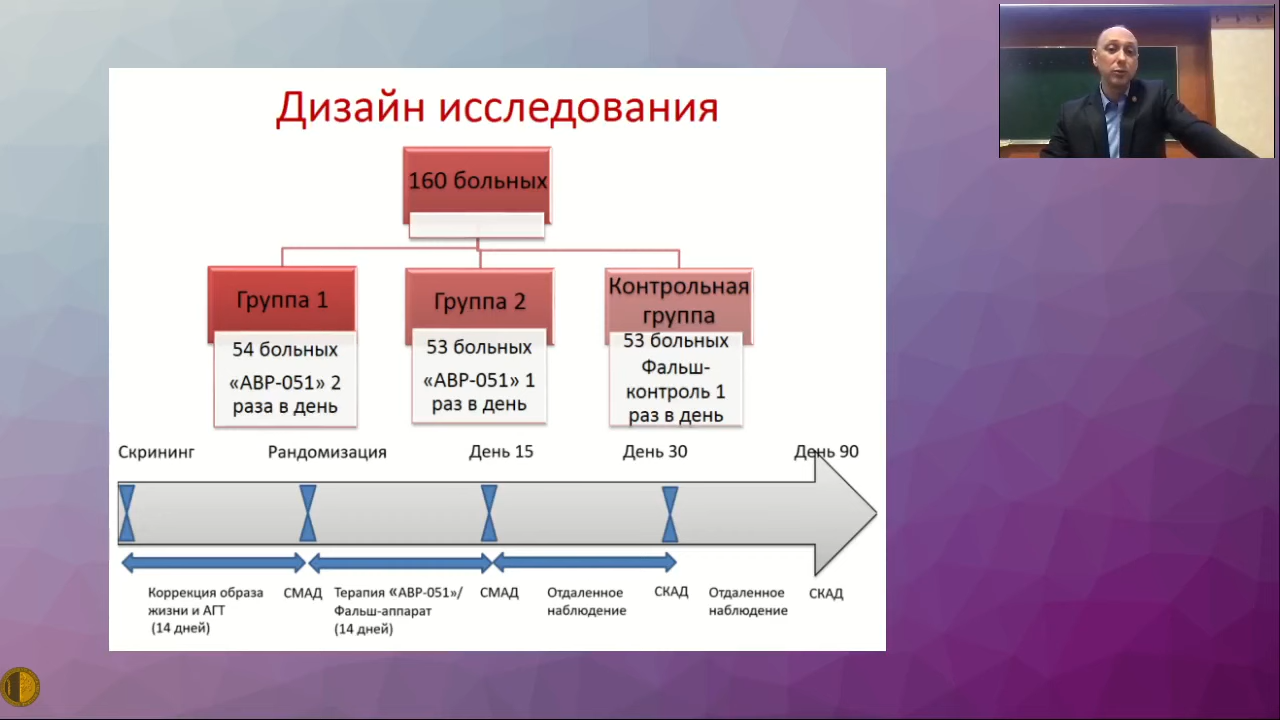 Дизайн исследования
160 больных
Группа 1
54 больных
«АВР-051» 2
раза в день
Группа 2
53 больных
«АВР-051» 1
раз в день
Контрольная
группа
53 больных
Фальш-
контроль 1
раз в день
Скрининг
Рандомизация
День 15
День 30
День 90
Коррекция образа
жизни и АГТ
(14 дней)
СМАД
Терапия «АВР-051»/
Фальш-аппарат
(14 дней)
СМАД
Отдаленное
наблюдение
СКАД
Отдаленное
наблюдение
СКАД